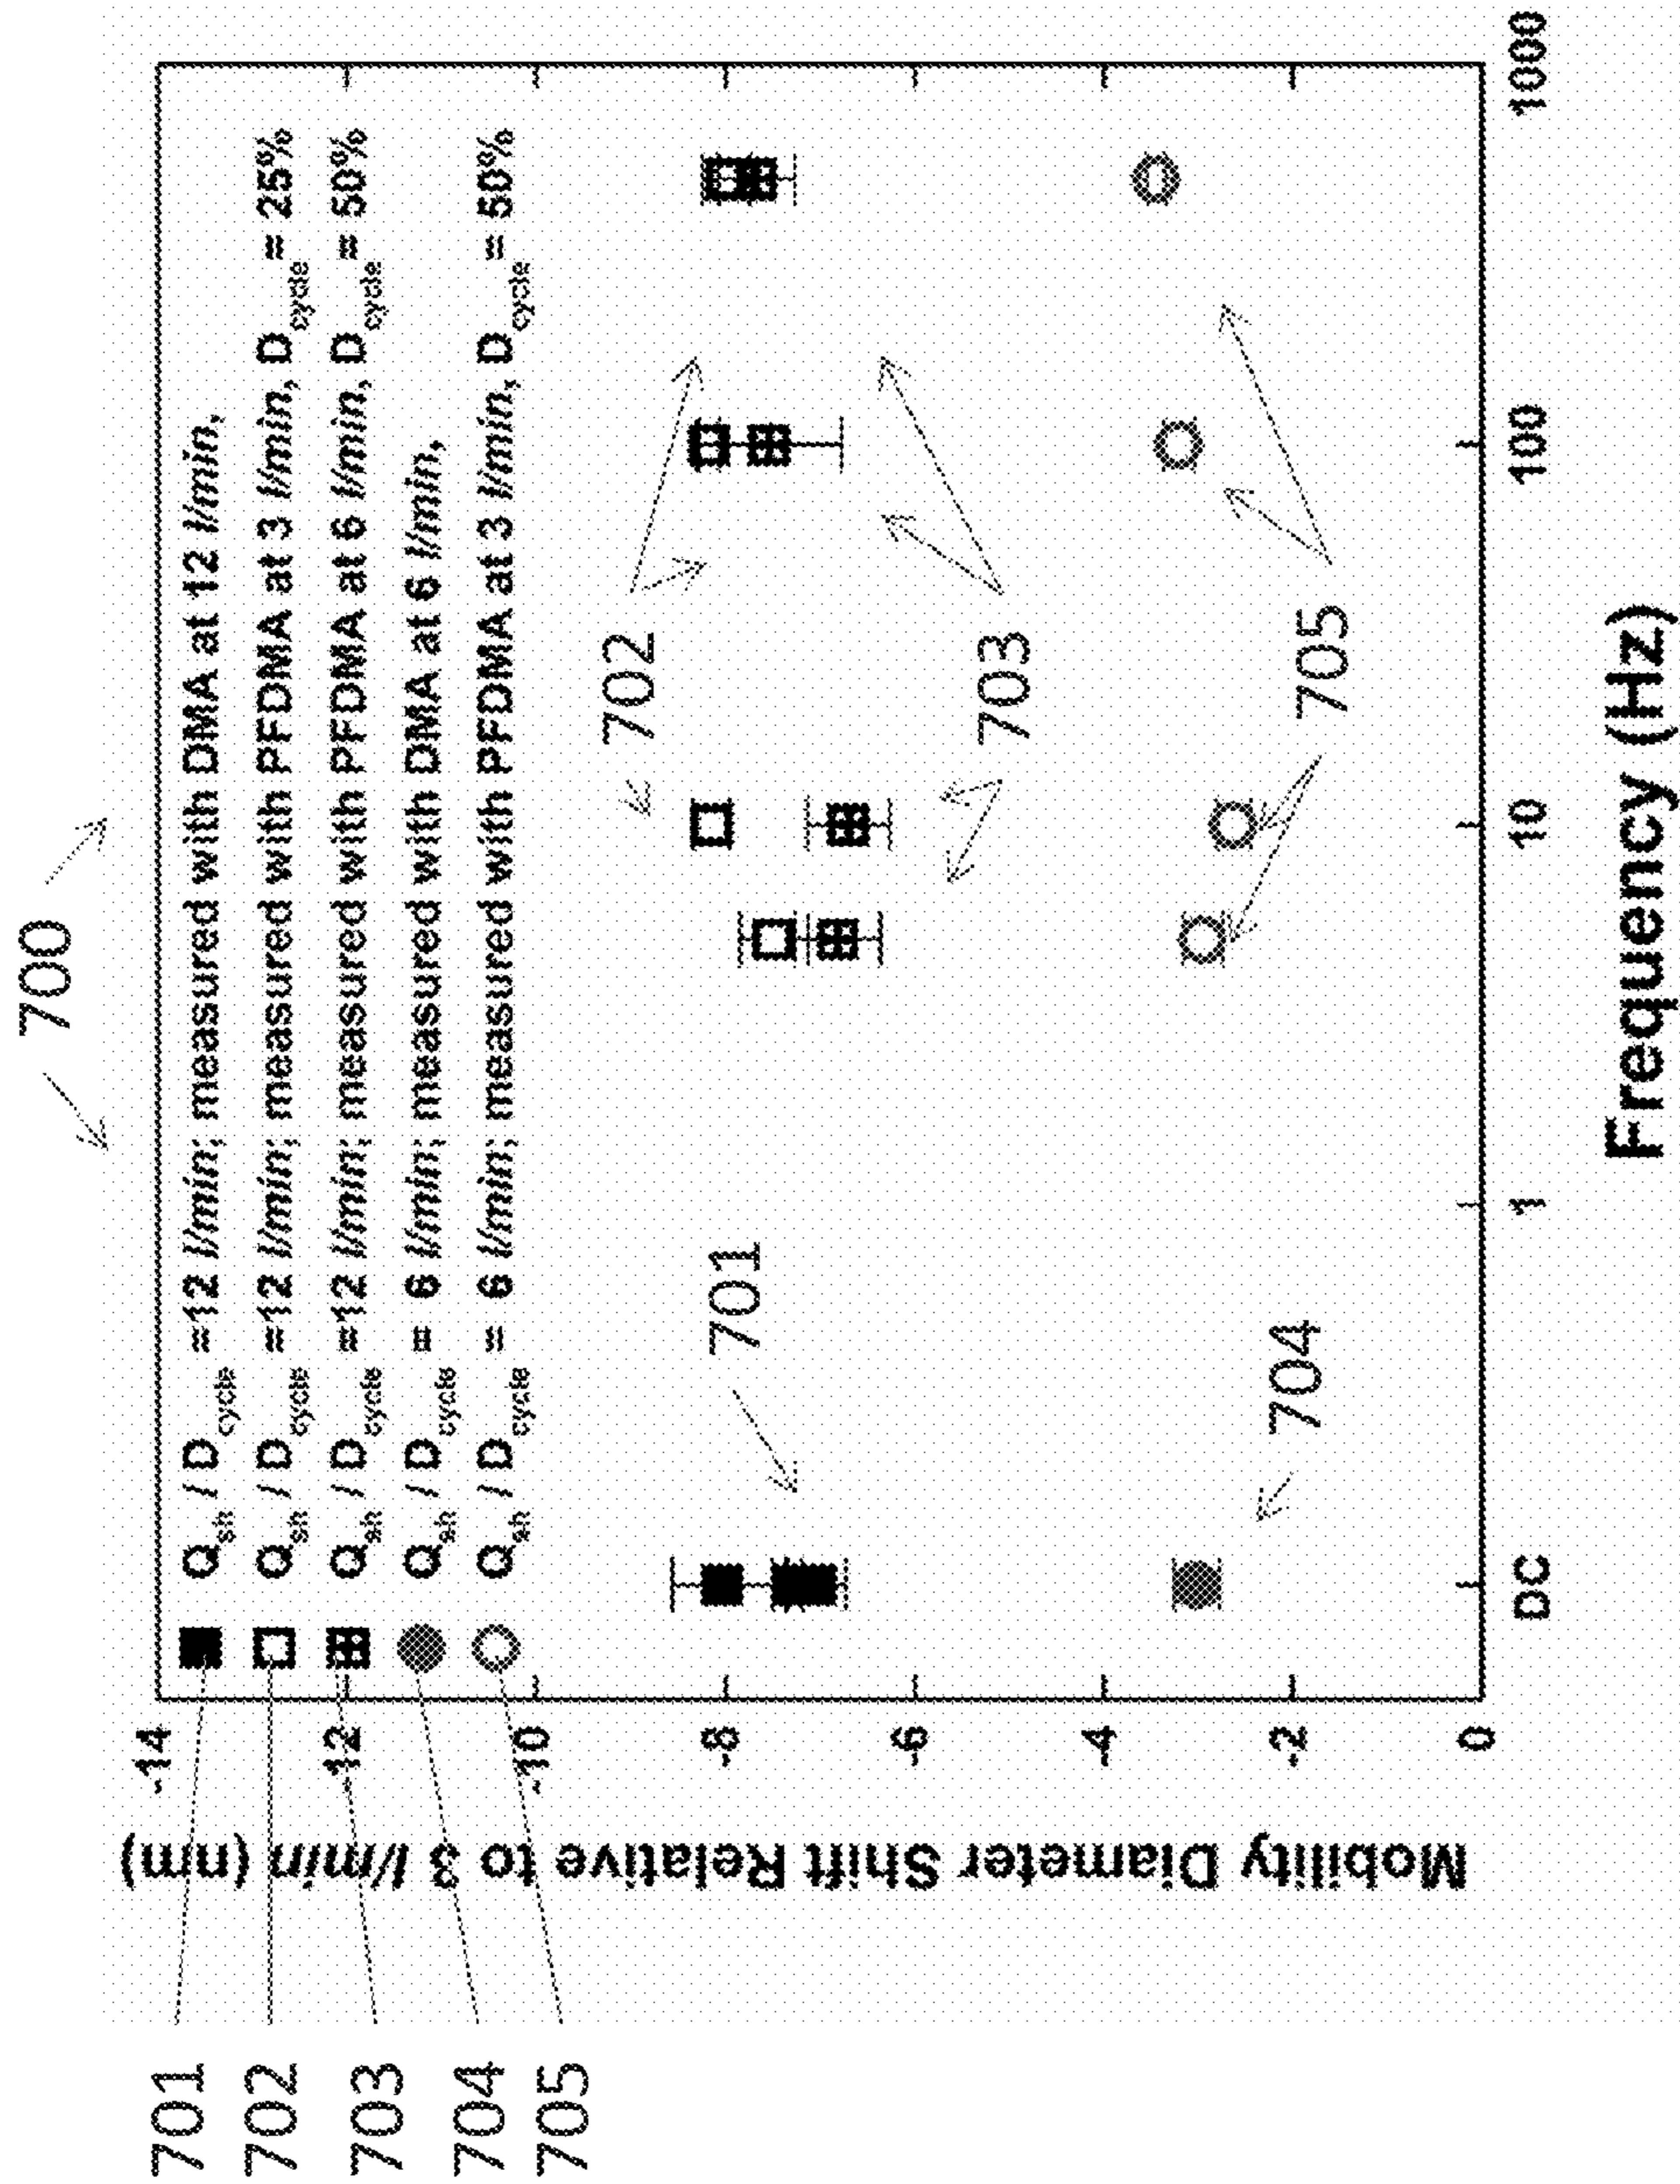 700
701
702
703
704
705
Q_sh / D_cycle =12 l/min; measured with DMA at 12 l/min,
Q_sh / D_cycle =12 l/min; measured with PFDMA at 3 l/min, D_cycle = 25%
Q_sh / D_cycle =12 l/min; measured with PFDMA at 6 l/min, D_cycle = 50%
Q_sh / D_cycle = 6 l/min; measured with DMA at 6 l/min,
Q_sh / D_cycle = 6 l/min; measured with PFDMA at 3 l/min, D_cycle = 50%
Mobility Diameter Shift Relative to 3 l/min (nm)
-14
-12
-10
-8
-6
-4
-2
0
702
701
703
704
705
DC
1
10
100
1000
Frequency (Hz)